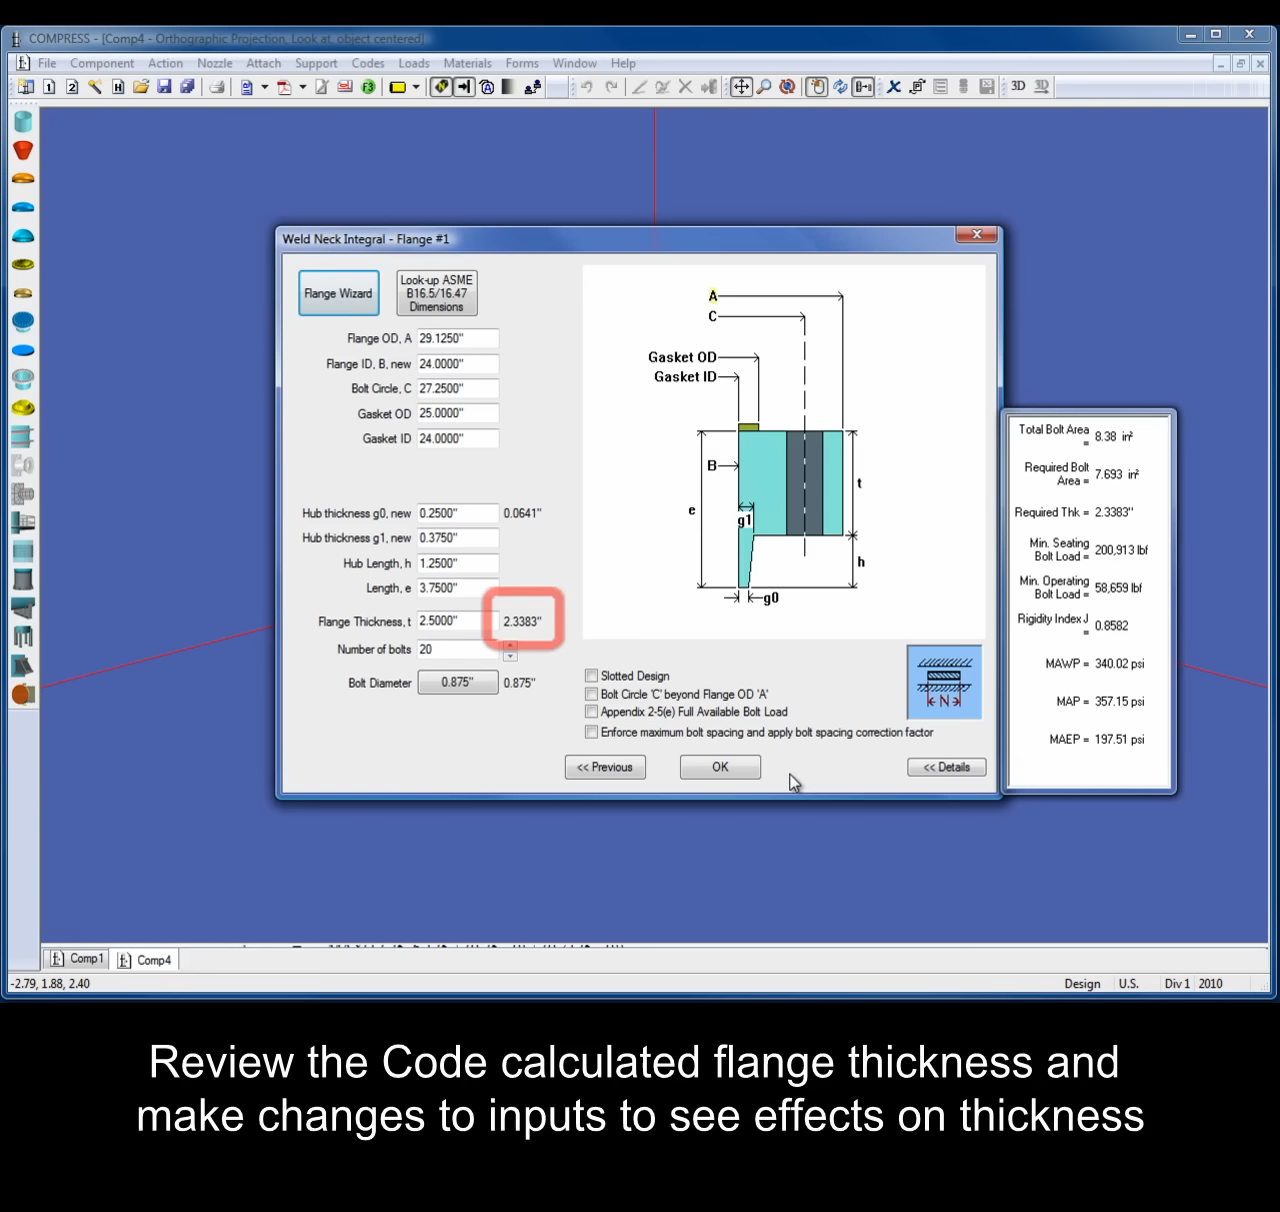 COMPRESS - [Comp4 - Orthographic Projection, Look at, object centered]
File Component Action Nozzle Attach Support Codes Loads Materials Forms Window Help
1 2 H F3 A 3D 3D
Weld Neck Integral - Flange #1
Flange Wizard
Look-up ASME
B16.5/16.47
Dimensions
Flange OD, A 29.1250"
Flange ID, B, new 24.0000"
Bolt Circle, C 27.2500"
Gasket OD 25.0000"
Gasket ID 24.0000"
Hub thickness g0, new 0.2500" 0.0641"
Hub thickness g1, new 0.3750"
Hub Length, h 1.2500"
Length, e 3.7500"
Flange Thickness, t 2.5000" 2.3383"
Number of bolts 20
Bolt Diameter 0.875" 0.875"
A
C
Gasket OD
Gasket ID
B
t
e
g1
h
g0
Slotted Design
Bolt Circle 'C' beyond Flange OD 'A'
Appendix 2-5(e) Full Available Bolt Load
Enforce maximum bolt spacing and apply bolt spacing correction factor
N
<< Previous OK << Details
Total Bolt Area
= 8.38 in²
Required Bolt
Area = 7.693 in²
Required Thk = 2.3383"
Min. Seating
Bolt Load = 200,913 lbf
Min. Operating
Bolt Load = 58,659 lbf
Rigidity Index J
= 0.8582
MAWP = 340.02 psi
MAP = 357.15 psi
MAEP = 197.51 psi
Comp1 Comp4
-2.79, 1.88, 2.40 Design U.S. Div 1 2010
Review the Code calculated flange thickness and
make changes to inputs to see effects on thickness